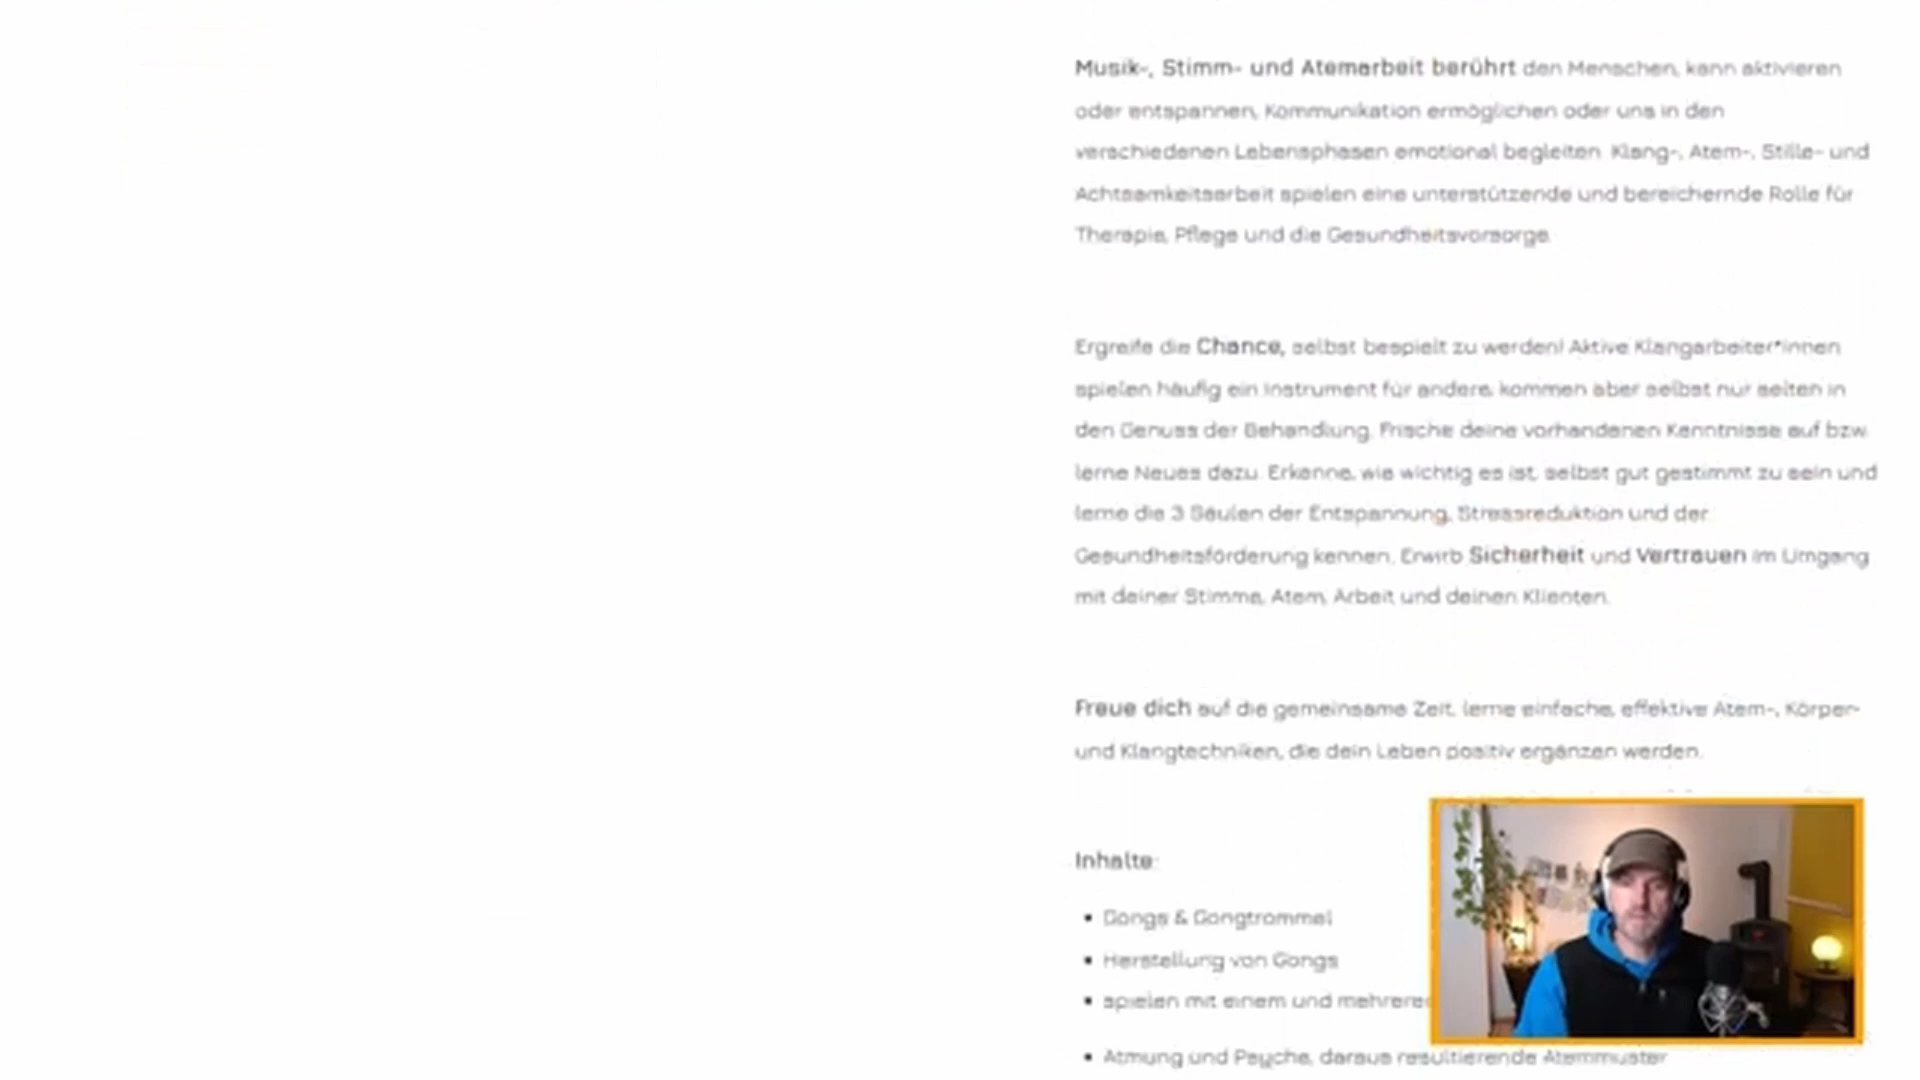 Musik-, Stimm- und Atemarbeit berührt den Menschen, kann aktivieren
oder entspannen, Kommunikation ermöglichen oder uns in den
verschiedenen Lebensphasen emotional begleiten. Klang-, Atem-, Stille- und
Achtsamkeitsarbeit spielen eine unterstützende und bereichernde Rolle für
Therapie, Pflege und die Gesundheitsvorsorge.
Ergreife die Chance, selbst bespielt zu werden! Aktive Klangarbeiter*innen
spielen häufig ein Instrument für andere, kommen aber selbst nur selten in
den Genuss der Behandlung. Frische deine vorhandenen Kenntnisse auf bzw.
lerne Neues dazu. Erkenne, wie wichtig es ist, selbst gut gestimmt zu sein und
lerne die 3 Säulen der Entspannung, Stressreduktion und der
Gesundheitsförderung kennen. Erwirb Sicherheit und Vertrauen im Umgang
mit deiner Stimme, Atem, Arbeit und deinen Klienten.
Freue dich auf die gemeinsame Zeit, lerne einfache, effektive Atem-, Körper-
und Klangtechniken, die dein Leben positiv ergänzen werden.
Inhalte:
• Gongs & Gongtrommel
• Herstellung von Gongs
• spielen mit einem und
• Atmung und Psyche, daraus resultierende Atemmuster